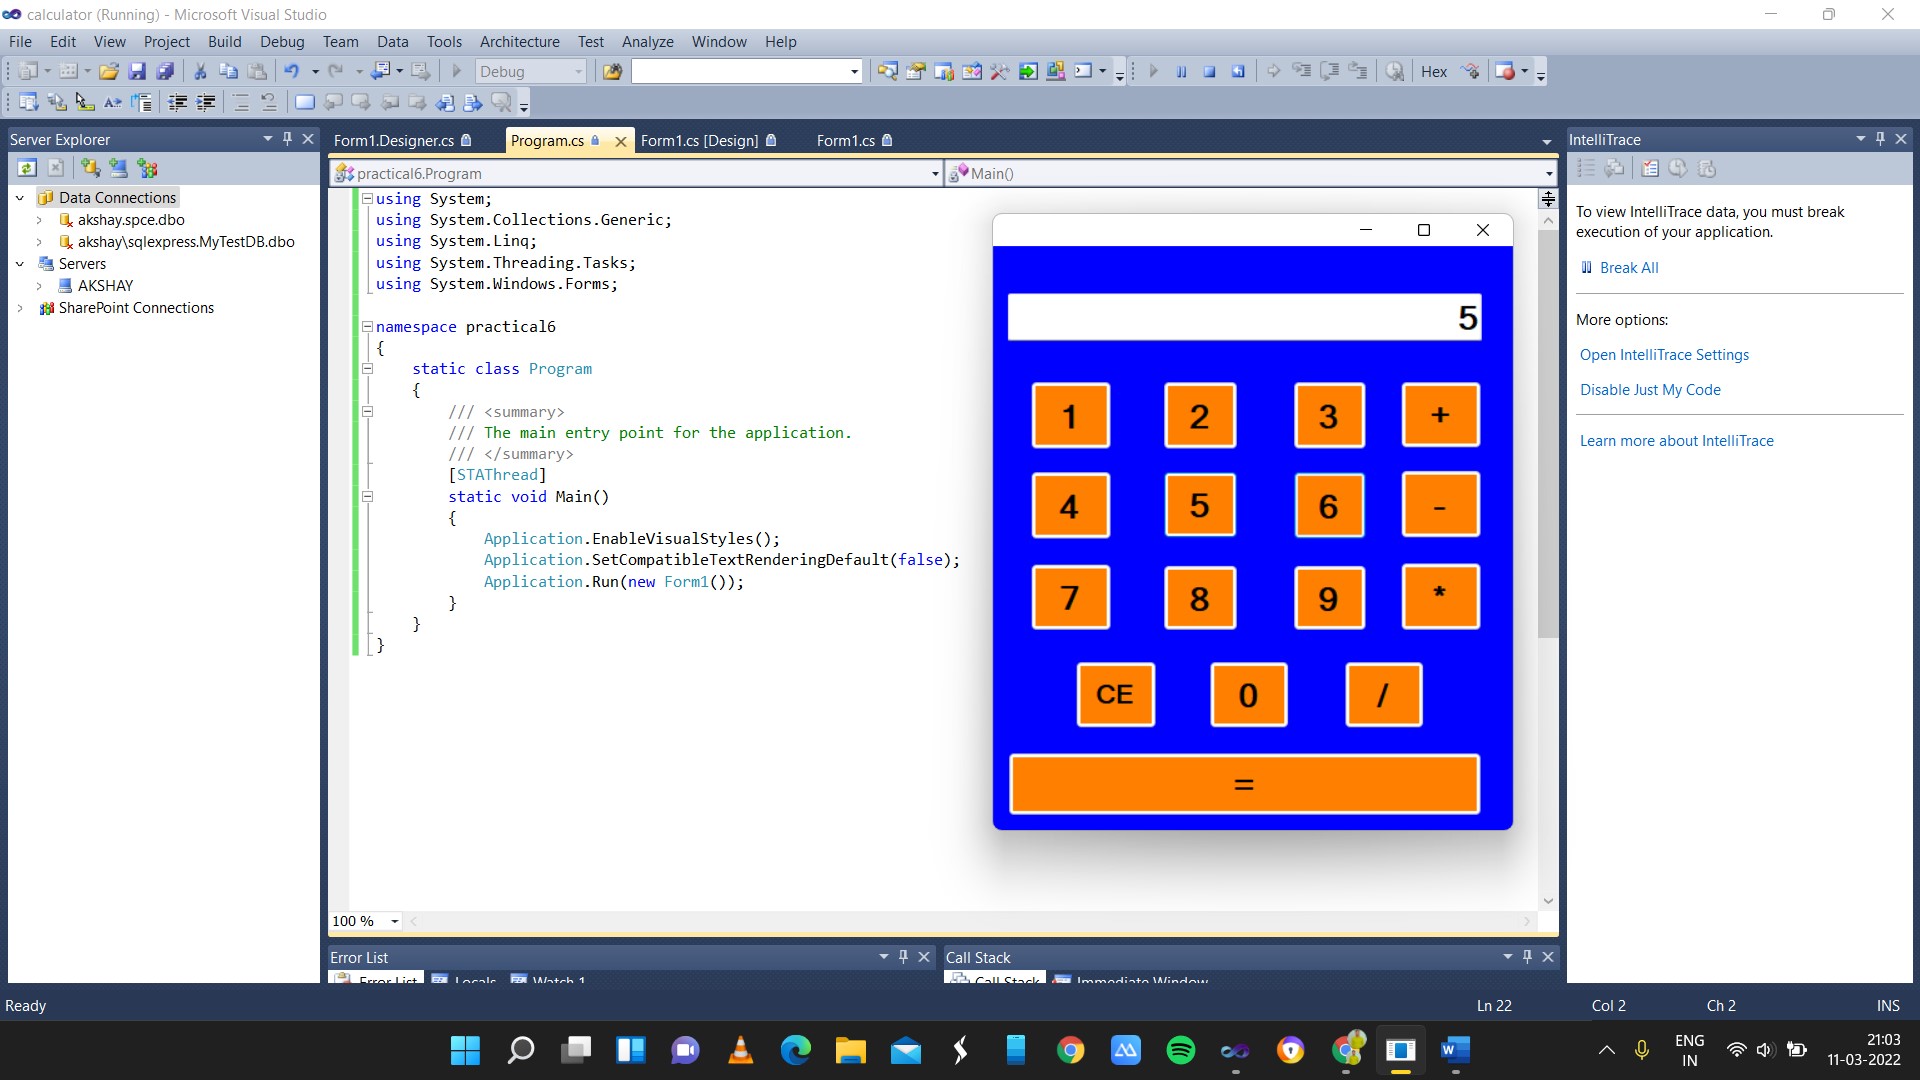 calculator (Running) - Microsoft Visual Studio
File Edit View Project Build Debug Team Data Tools Architecture Test Analyze Window Help
Debug
Hex
Server Explorer
Data Connections
akshay.spce.dbo
akshay\sqlexpress.MyTestDB.dbo
Servers
AKSHAY
SharePoint Connections
Form1.Designer.cs Program.cs Form1.cs [Design] Form1.cs
practical6.Program Main()
using System;
using System.Collections.Generic;
using System.Linq;
using System.Threading.Tasks;
using System.Windows.Forms;
namespace practical6
{
static class Program
{
/// <summary>
/// The main entry point for the application.
/// </summary>
[STAThread]
static void Main()
{
Application.EnableVisualStyles();
Application.SetCompatibleTextRenderingDefault(false);
Application.Run(new Form1());
}
}
}
100 %
5
1 2 3 +
4 5 6 -
7 8 9 *
CE 0 /
=
IntelliTrace
To view IntelliTrace data, you must break
execution of your application.
Break All
More options:
Open IntelliTrace Settings
Disable Just My Code
Learn more about IntelliTrace
Error List
Error List Locals Watch 1
Call Stack
Call Stack Immediate Window
Ready Ln 22 Col 2 Ch 2 INS
W
ENG
IN
21:03
11-03-2022